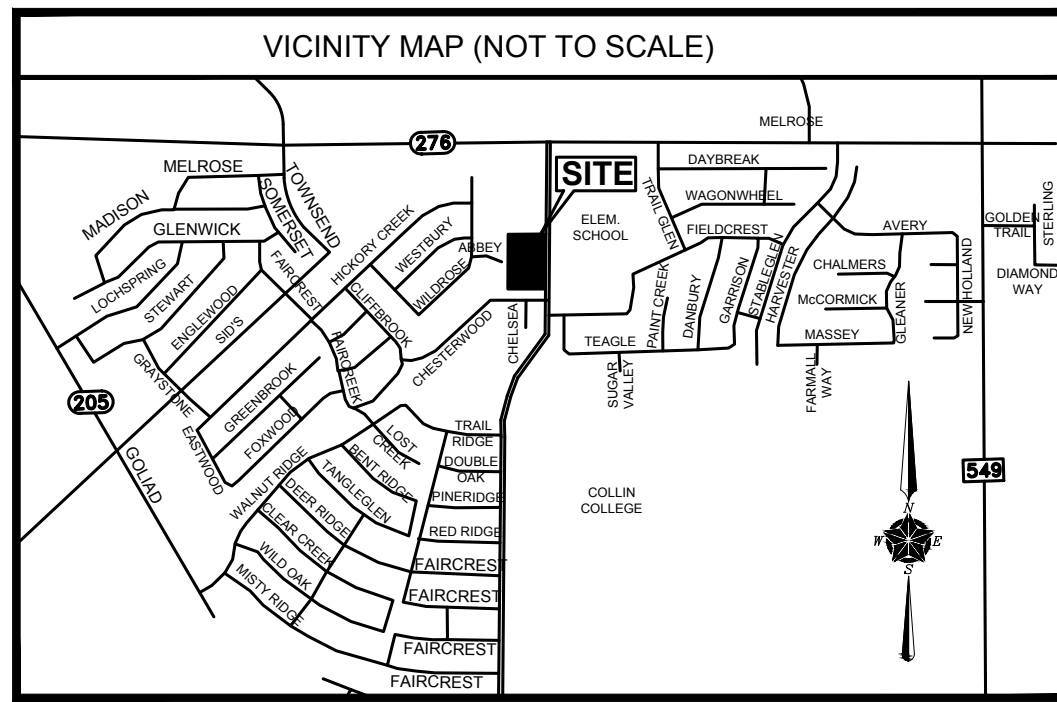 VICINITY MAP (NOT TO SCALE)
276
MELROSE
MELROSE
TOWNSEND
SOMERSET
MADISON
GLENWICK
LOCHSPRING
STEWART
ENGLEWOOD
SID'S
FAIRCREST
HICKORY CREEK
WESTBURY
WILDROSE
ABBEY
CLIFFBROOK
FAIRCREEK
CHESTERWOOD
CHELSEA
SITE
ELEM.
SCHOOL
TRAIL GLEN
DAYBREAK
WAGONWHEEL
FIELDCREST
PAINT CREEK
DANBURY
GARRISON
STABLEGLEN
HARVESTER
AVERY
CHALMERS
McCORMICK
GLEANER
NEW HOLLAND
MASSEY
FARMALL
WAY
TEAGLE
SUGAR
VALLEY
GOLDEN
TRAIL
STERLING
DIAMOND
WAY
205
GOLIAD
GRAYSTONE
EASTWOOD
GREENBROOK
FOXWOOD
WALNUT RIDGE
LOST
CREEK
BENT RIDGE
TANGLEGLEN
DEER RIDGE
CLEAR CREEK
WILD OAK
MISTY RIDGE
TRAIL
RIDGE
DOUBLE
OAK
PINERIDGE
RED RIDGE
FAIRCREST
FAIRCREST
FAIRCREST
FAIRCREST
COLLIN
COLLEGE
549
N
W
E
S